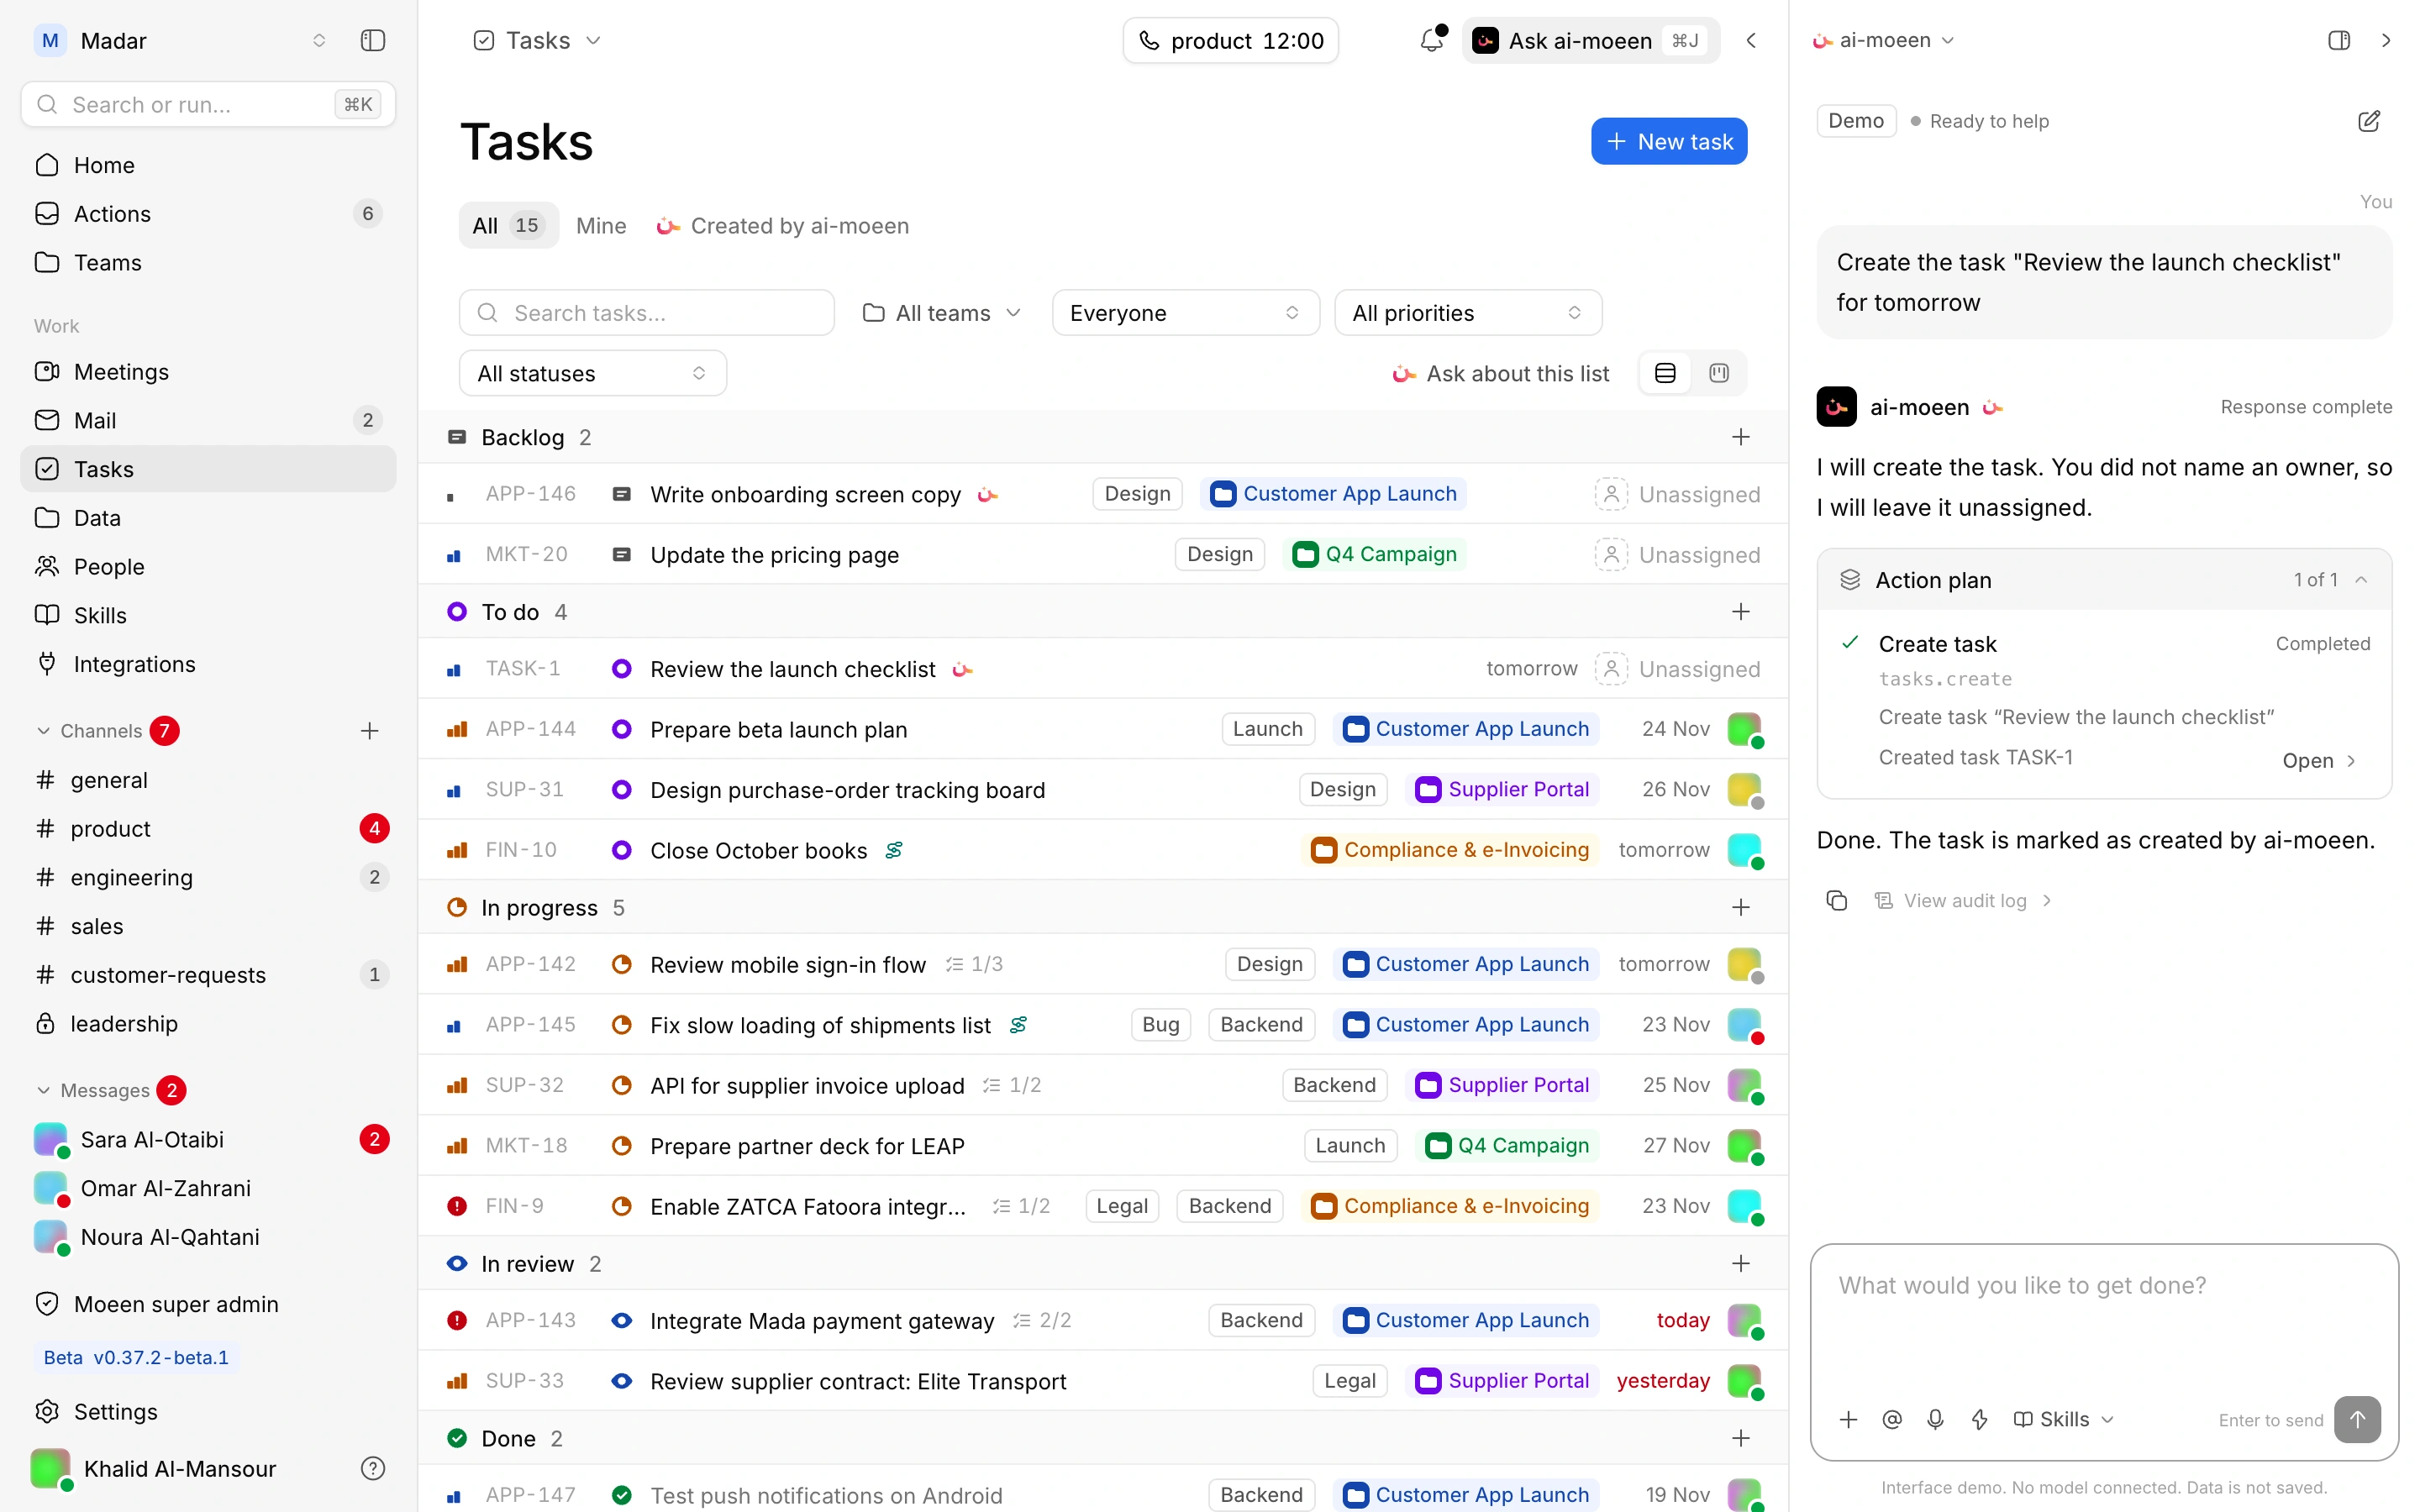 M Madar
Search or run... ⌘K
Home
Actions 6
Teams
Work
Meetings
Mail 2
Tasks
Data
People
Skills
Integrations
Channels 7
# general
# product 4
# engineering 2
# sales
# customer-requests 1
leadership
Messages 2
Sara Al-Otaibi 2
Omar Al-Zahrani
Noura Al-Qahtani
Moeen super admin
Beta v0.37.2-beta.1
Settings
Khalid Al-Mansour
Tasks
product 12:00
Ask ai-moeen ⌘J
Tasks
New task
All 15 Mine Created by ai-moeen
Search tasks... All teams Everyone All priorities
All statuses Ask about this list
Backlog 2
APP-146 Write onboarding screen copy Design Customer App Launch Unassigned
MKT-20 Update the pricing page Design Q4 Campaign Unassigned
To do 4
TASK-1 Review the launch checklist tomorrow Unassigned
APP-144 Prepare beta launch plan Launch Customer App Launch 24 Nov
SUP-31 Design purchase-order tracking board Design Supplier Portal 26 Nov
FIN-10 Close October books Compliance & e-Invoicing tomorrow
In progress 5
APP-142 Review mobile sign-in flow 1/3 Design Customer App Launch tomorrow
APP-145 Fix slow loading of shipments list Bug Backend Customer App Launch 23 Nov
SUP-32 API for supplier invoice upload 1/2 Backend Supplier Portal 25 Nov
MKT-18 Prepare partner deck for LEAP Launch Q4 Campaign 27 Nov
FIN-9 Enable ZATCA Fatoora integr... 1/2 Legal Backend Compliance & e-Invoicing 23 Nov
In review 2
APP-143 Integrate Mada payment gateway 2/2 Backend Customer App Launch today
SUP-33 Review supplier contract: Elite Transport Legal Supplier Portal yesterday
Done 2
APP-147 Test push notifications on Android Backend Customer App Launch 19 Nov
ai-moeen
Demo Ready to help
You
Create the task "Review the launch checklist"
for tomorrow
ai-moeen Response complete
I will create the task. You did not name an owner, so
I will leave it unassigned.
Action plan 1 of 1
Create task Completed
tasks.create
Create task “Review the launch checklist”
Created task TASK-1 Open
Done. The task is marked as created by ai-moeen.
View audit log
What would you like to get done?
Skills Enter to send
Interface demo. No model connected. Data is not saved.